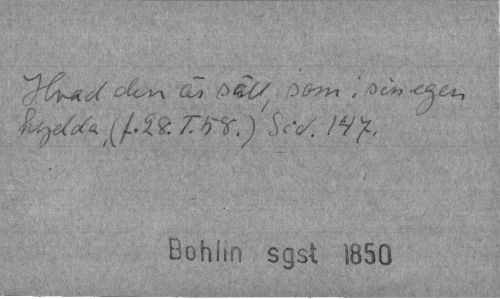 Hvad den är säll, som i sin egen
hydda, (f. 28. T. 58.) Sid. 147.
Bohlin sgst 1850